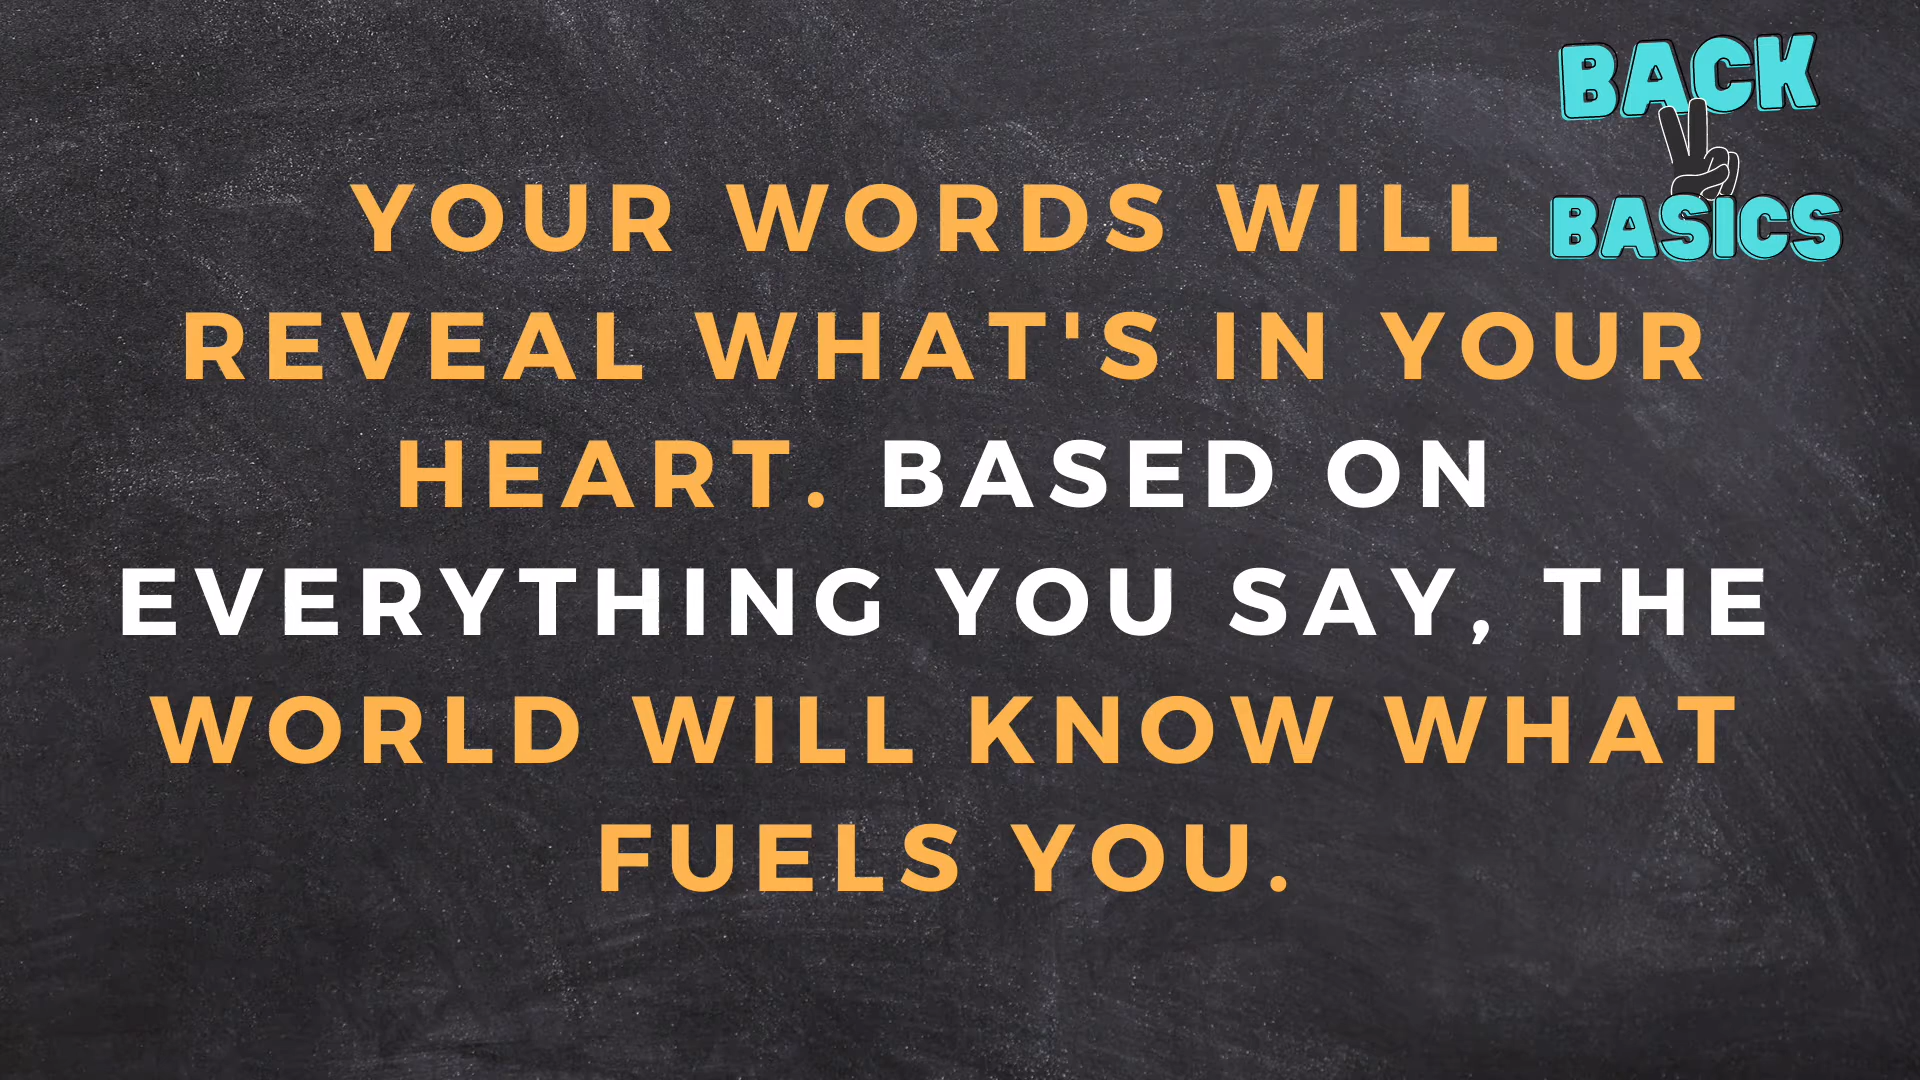 BACK
BASICS
YOUR WORDS WILL
REVEAL WHAT'S IN YOUR
HEART. BASED ON
EVERYTHING YOU SAY, THE
WORLD WILL KNOW WHAT
FUELS YOU.